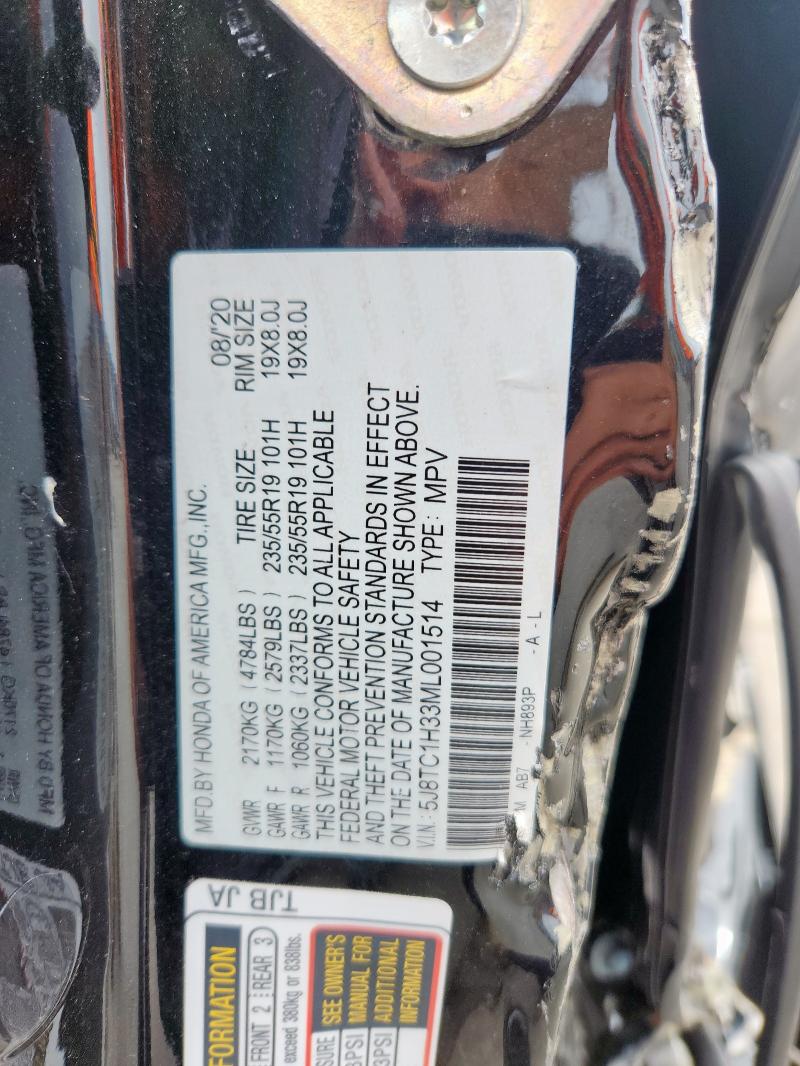 MFD.BY HONDA OF AMERICA MFG.,INC.
08/'20
GVWR 2170KG (4784LBS) TIRE SIZE RIM SIZE
GAWR F 1170KG (2579LBS) 235/55R19 101H 19X8.0J
GAWR R 1060KG (2337LBS) 235/55R19 101H 19X8.0J
THIS VEHICLE CONFORMS TO ALL APPLICABLE
FEDERAL MOTOR VEHICLE SAFETY
AND THEFT PREVENTION STANDARDS IN EFFECT
ON THE DATE OF MANUFACTURE SHOWN ABOVE.
V.I.N.: 5J8TC1H33ML001514 TYPE: MPV
M AB7 - NH893P - A - L
TJB JA
FORMATION
FRONT 2 REAR 3
exceed 380kg or 838lbs.
SEE OWNER'S
MANUAL FOR
ADDITIONAL
INFORMATION